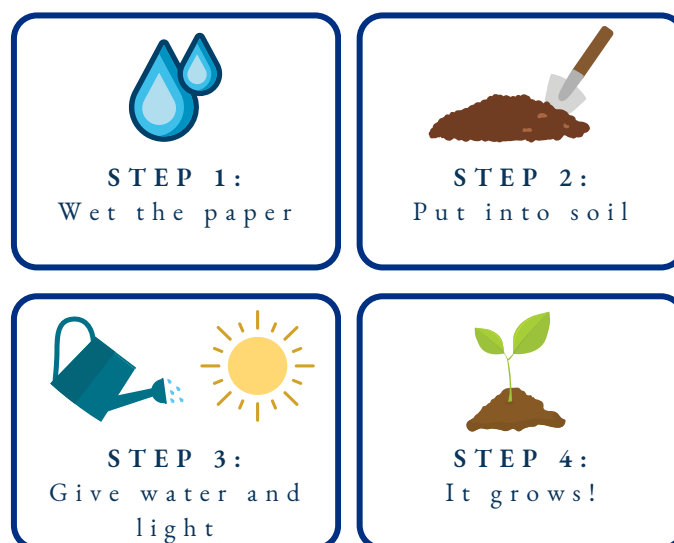 STEP 1:
Wet the paper
STEP 2:
Put into soil
STEP 3:
Give water and
light
STEP 4:
It grows!